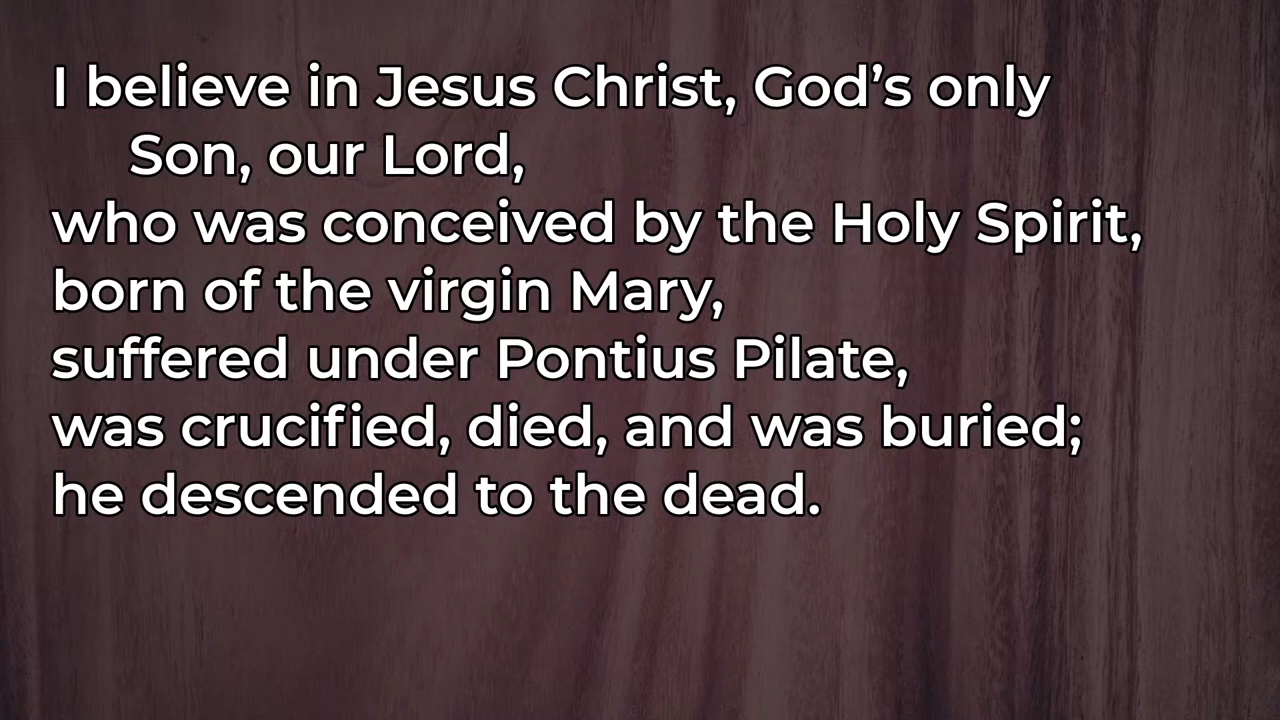 I believe in Jesus Christ, God’s only
Son, our Lord,
who was conceived by the Holy Spirit,
born of the virgin Mary,
suffered under Pontius Pilate,
was crucified, died, and was buried;
he descended to the dead.